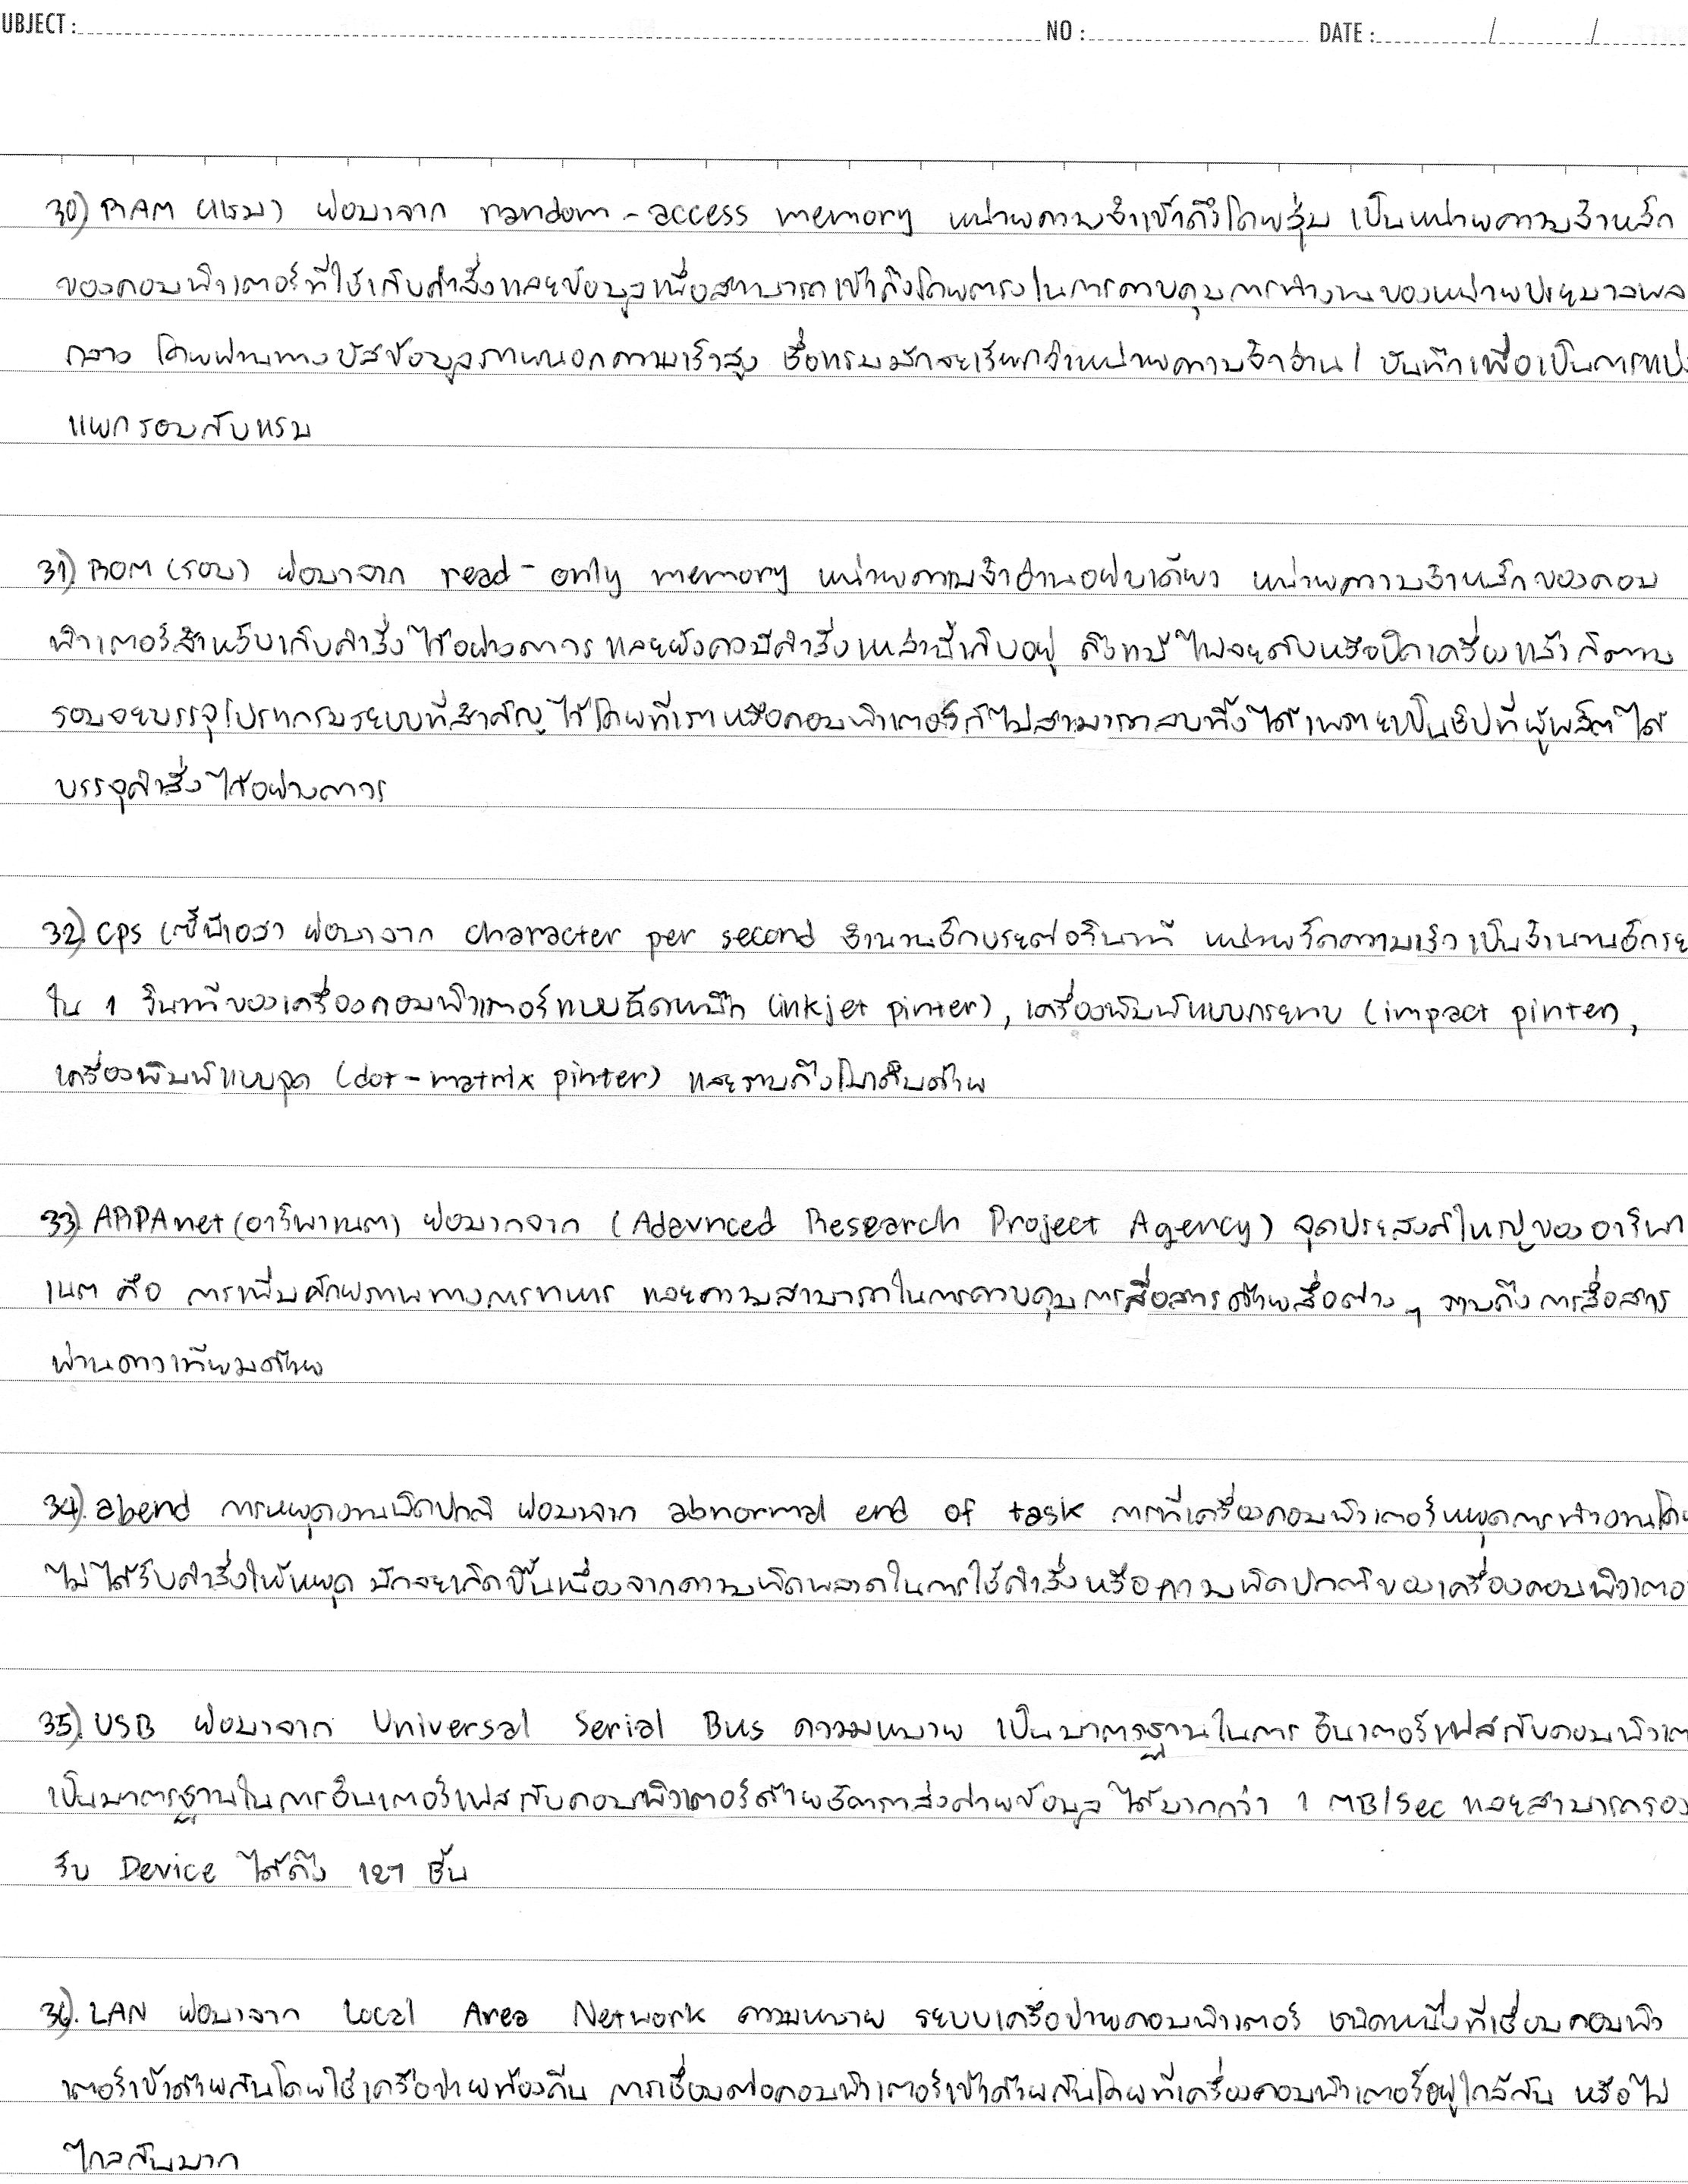 UBJECT : NO : DATE : / /
30) RAM (แรม) ย่อมาจาก random-access memory หน่วยความจำเข้าถึงโดยสุ่ม เป็นหน่วยความจำหลัก
ของคอมพิวเตอร์ที่ใช้เก็บคำสั่งและข้อมูลเพื่อสามารถเข้าถึงโดยตรงในการควบคุมการทำงานของหน่วยประมวลผล
กลาง โดยผ่านทางบัสข้อมูลภายนอกความเร็วสูง ชื่อแรมมักจะเรียกว่าหน่วยความจำอ่าน/ บันทึกเพื่อเป็นการแบ่ง
แยกรอมกับแรม
31) ROM (รอม) ย่อมาจาก read-only memory หน่วยความจำอ่านอย่างเดียว หน่วยความจำหลักของคอม
พิวเตอร์สำหรับเก็บคำสั่งไว้อย่างถาวร และยังคงมีคำสั่งเหล่านี้เก็บอยู่ ถึงแม้ไฟจะดับหรือปิดเครื่องแล้วก็ตาม
รอมจะบรรจุโปรแกรมระบบที่สำคัญไว้โดยที่เราหรือคอมพิวเตอร์ก็ไม่สามารถลบทิ้งได้เพราะเป็นชิปที่ผู้ผลิตได้
บรรจุคำสั่งไว้อย่างถาวร
32) cps (ซีพีเอส) ย่อมาจาก character per second จำนวนอักขระต่อวินาที หน่วยวัดความเร็วเป็นจำนวนอักขระ
ใน 1 วินาทีของเครื่องคอมพิวเตอร์แบบฉีดหมึก (inkjet pinter), เครื่องพิมพ์แบบกระทบ (impact pinter),
เครื่องพิมพ์แบบจุด (dot-matrix pinter) และรวมถึงโมเด็มด้วย
33) ARPAnet (อาร์พาเนต) ย่อมากจาก (Adavnced Research Project Agency) จุดประสงค์ใหญ่ของอาร์พา
เนต คือ การเพิ่มศักยภาพทางการทหาร และความสามารถในการควบคุมการสื่อสารด้วยสื่อต่างๆ รวมถึงการสื่อสาร
ผ่านดาวเทียมด้วย
34). abend การหยุดงานผิดปกติ ย่อมาจาก abnormal end of task การที่เครื่องคอมพิวเตอร์หยุดการทำงานโดย
ไม่ได้รับคำสั่งให้หยุด มักจะเกิดขึ้นเนื่องจากความผิดพลาดในการใช้คำสั่งหรือความผิดปกติของเครื่องคอมพิวเตอร์
35). USB ย่อมาจาก Universal Serial Bus ความหมาย เป็นมาตรฐานในการ อินเตอร์เฟสกับคอมพิวเต
เป็นมาตรฐานในการอินเตอร์เฟสกับคอมพิวเตอร์ด้วยอัตราส่งถ่ายข้อมูลได้มากกว่า 1 MB/Sec และสามารถรอง
รับ Device ได้ถึง 127 ชิ้น
36). LAN ย่อมาจาก Local Area Network ความหมาย ระบบเครือข่ายคอมพิวเตอร์ ชนิดหนึ่งที่เชื่อมคอมพิว
เตอร์เข้าด้วยกันโดยใช้เครือข่ายท้องถิ่น การเชื่อมต่อคอมพิวเตอร์เข้าด้วยกันโดยที่เครื่องคอมพิวเตอร์อยู่ใกล้กัน หรือไม่
ไกลกันมาก